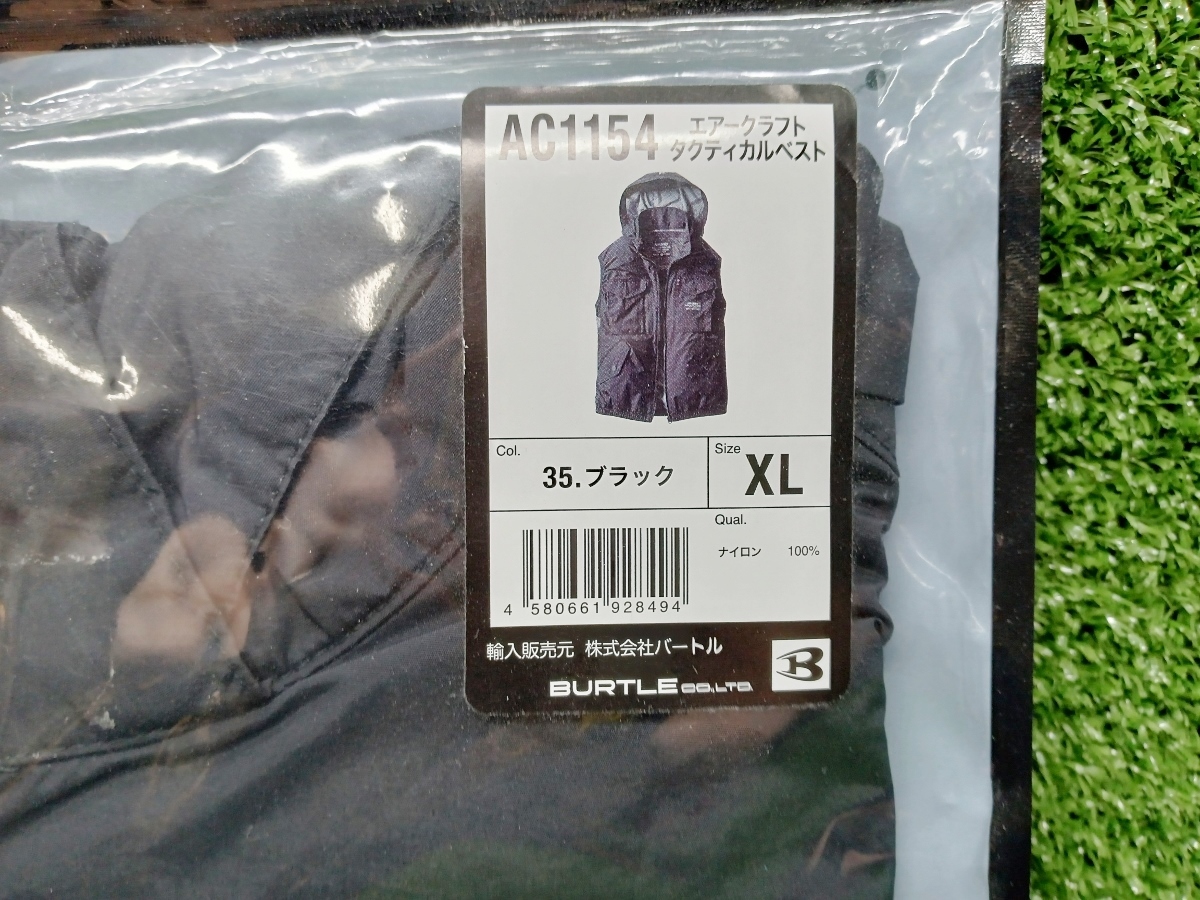 AC1154
エアークラフト
タクティカルベスト
Col.
35.ブラック
Size
XL
Qual.
ナイロン 100%
4 580661 928494
輸入販売元 株式会社バートル
BURTLE CO.,LTD.
B